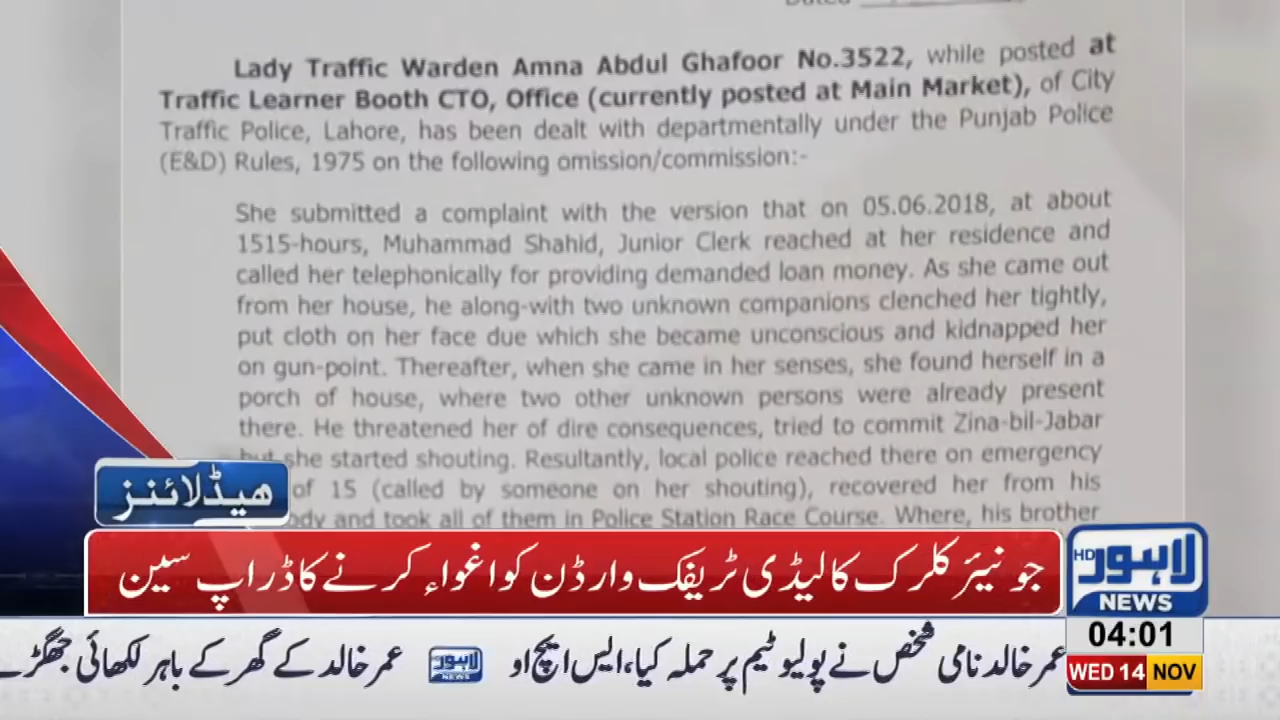 Lady Traffic Warden Amna Abdul Ghafoor No.3522, while posted at
Traffic Learner Booth CTO, Office (currently posted at Main Market), of City
Traffic Police, Lahore, has been dealt with departmentally under the Punjab Police
(E&D) Rules, 1975 on the following omission/commission:-
She submitted a complaint with the version that on 05.06.2018, at about
1515-hours, Muhammad Shahid, Junior Clerk reached at her residence and
called her telephonically for providing demanded loan money. As she came out
from her house, he along-with two unknown companions clenched her tightly,
put cloth on her face due which she became unconscious and kidnapped her
on gun-point. Thereafter, when she came in her senses, she found herself in a
porch of house, where two other unknown persons were already present
there. He threatened her of dire consequences, tried to commit Zina-bil-Jabar
she started shouting. Resultantly, local police reached there on emergency
of 15 (called by someone on her shouting), recovered her from his
and took all of them in Police Station Race Course. Where, his brother
ہیڈلائنز
جونیئر کلرک کا لیڈی ٹریفک وارڈن کو اغواء کرنے کا ڈراپ سین
HD لاہور
NEWS
04:01
WED 14 NOV
عمر خالد نامی شخص نے پولیو ٹیم پر حملہ کیا، ایس ایچ او لاہور NEWS عمر خالد کے گھر کے باہر لکھائی جھگڑے